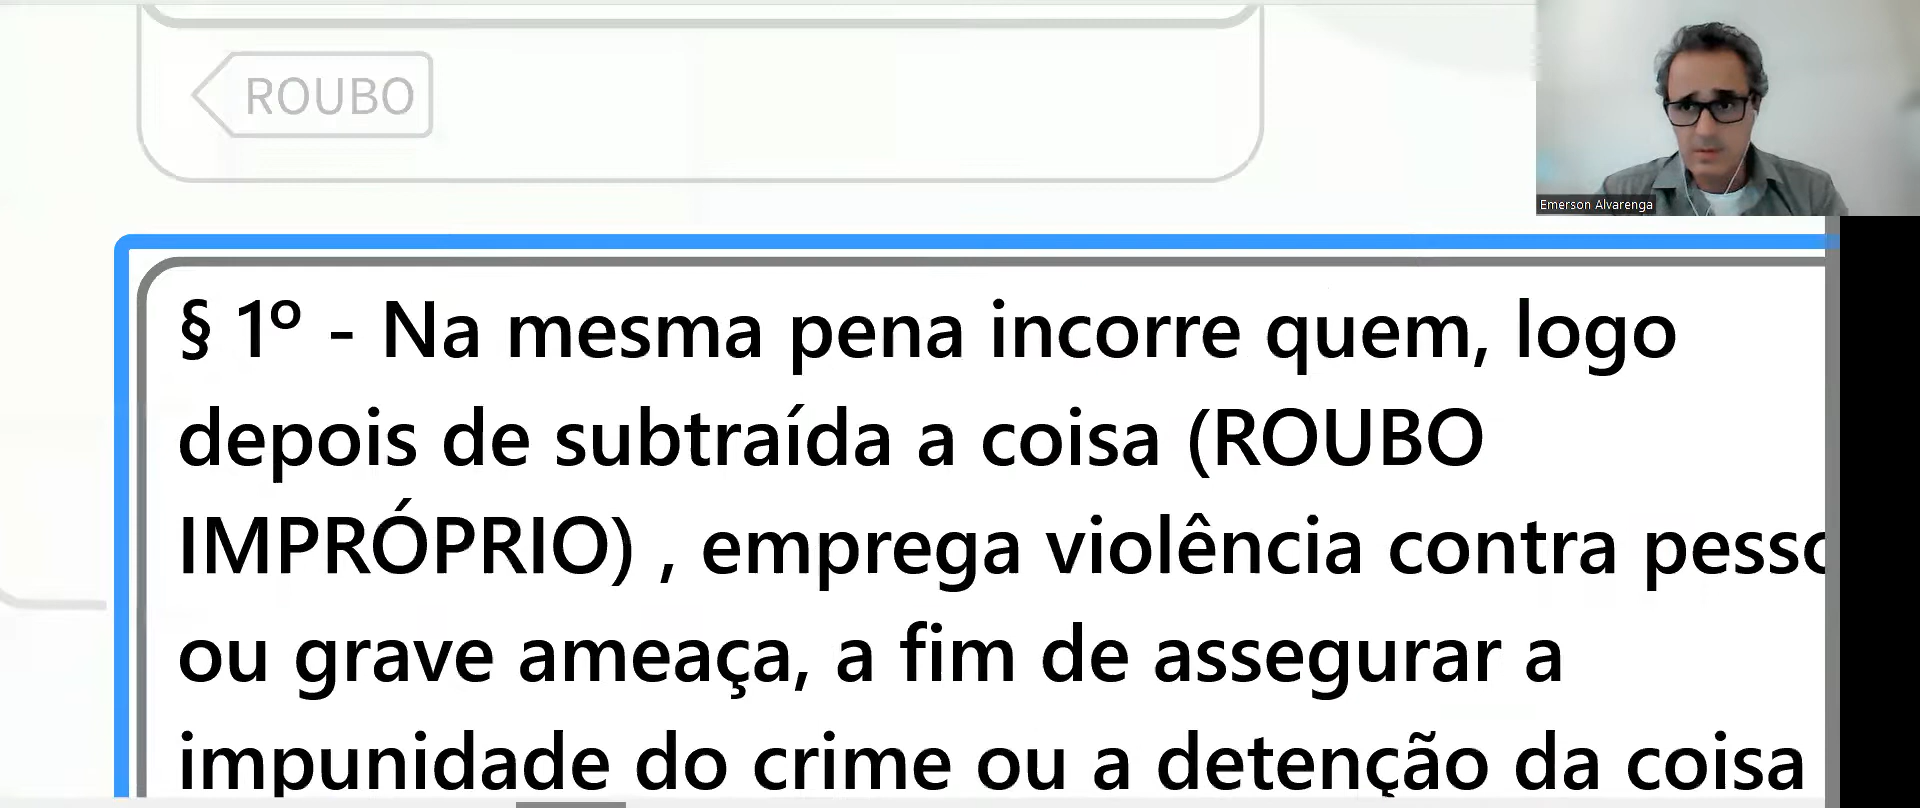 ROUBO
Emerson Alvarenga
§ 1º - Na mesma pena incorre quem, logo
depois de subtraída a coisa (ROUBO
IMPRÓPRIO) , emprega violência contra
ou grave ameaça, a fim de assegurar a
impunidade do crime ou a detenção da coisa